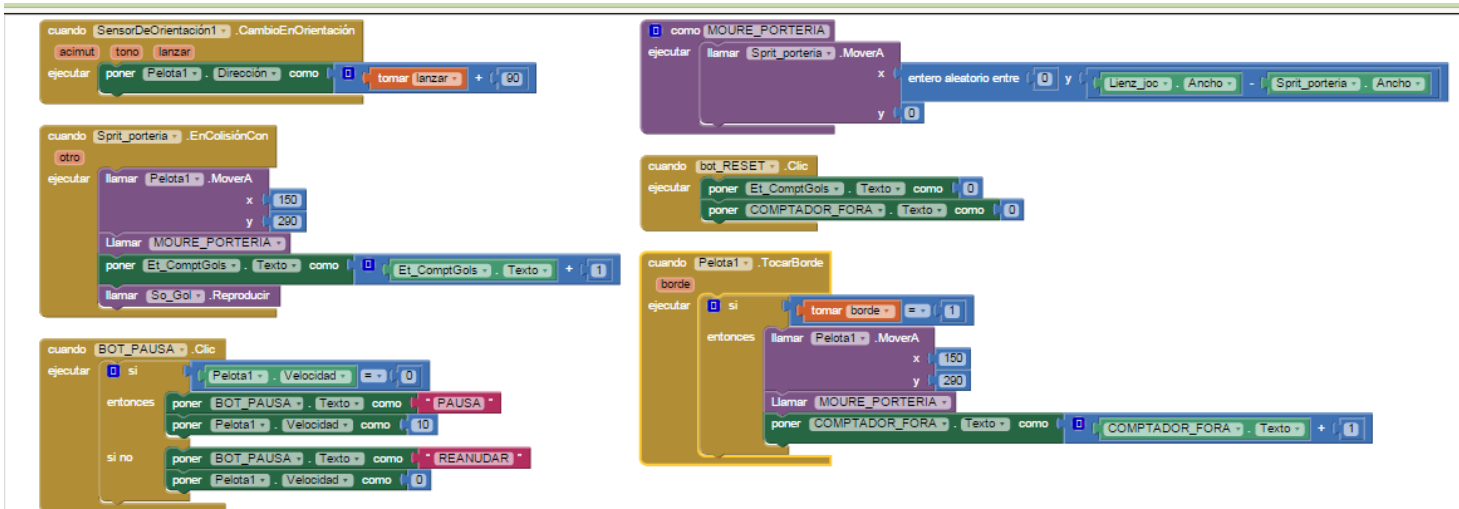 cuando SensorDeOrientación1 .CambioEnOrientación
acimut tono lanzar
ejecutar poner Pelota1 . Dirección como tomar lanzar + 90
cuando Sprit_porteria .EnColisiónCon
otro
ejecutar llamar Pelota1 .MoverA
x 150
y 290
Llamar MOURE_PORTERIA
poner Et_ComptGols . Texto como Et_ComptGols . Texto + 1
llamar So_Gol .Reproducir
cuando BOT_PAUSA .Clic
ejecutar si Pelota1 . Velocidad = 0
entonces poner BOT_PAUSA . Texto como " PAUSA "
poner Pelota1 . Velocidad como 10
si no poner BOT_PAUSA . Texto como " REANUDAR "
poner Pelota1 . Velocidad como 0
como MOURE_PORTERIA
ejecutar llamar Sprit_porteria .MoverA
x entero aleatorio entre 0 y Lienz_joc . Ancho - Sprit_porteria . Ancho
y 0
cuando bot_RESET .Clic
ejecutar poner Et_ComptGols . Texto como 0
poner COMPTADOR_FORA . Texto como 0
cuando Pelota1 .TocarBorde
borde
ejecutar si tomar borde = 1
entonces llamar Pelota1 .MoverA
x 150
y 290
Llamar MOURE_PORTERIA
poner COMPTADOR_FORA . Texto como COMPTADOR_FORA . Texto + 1